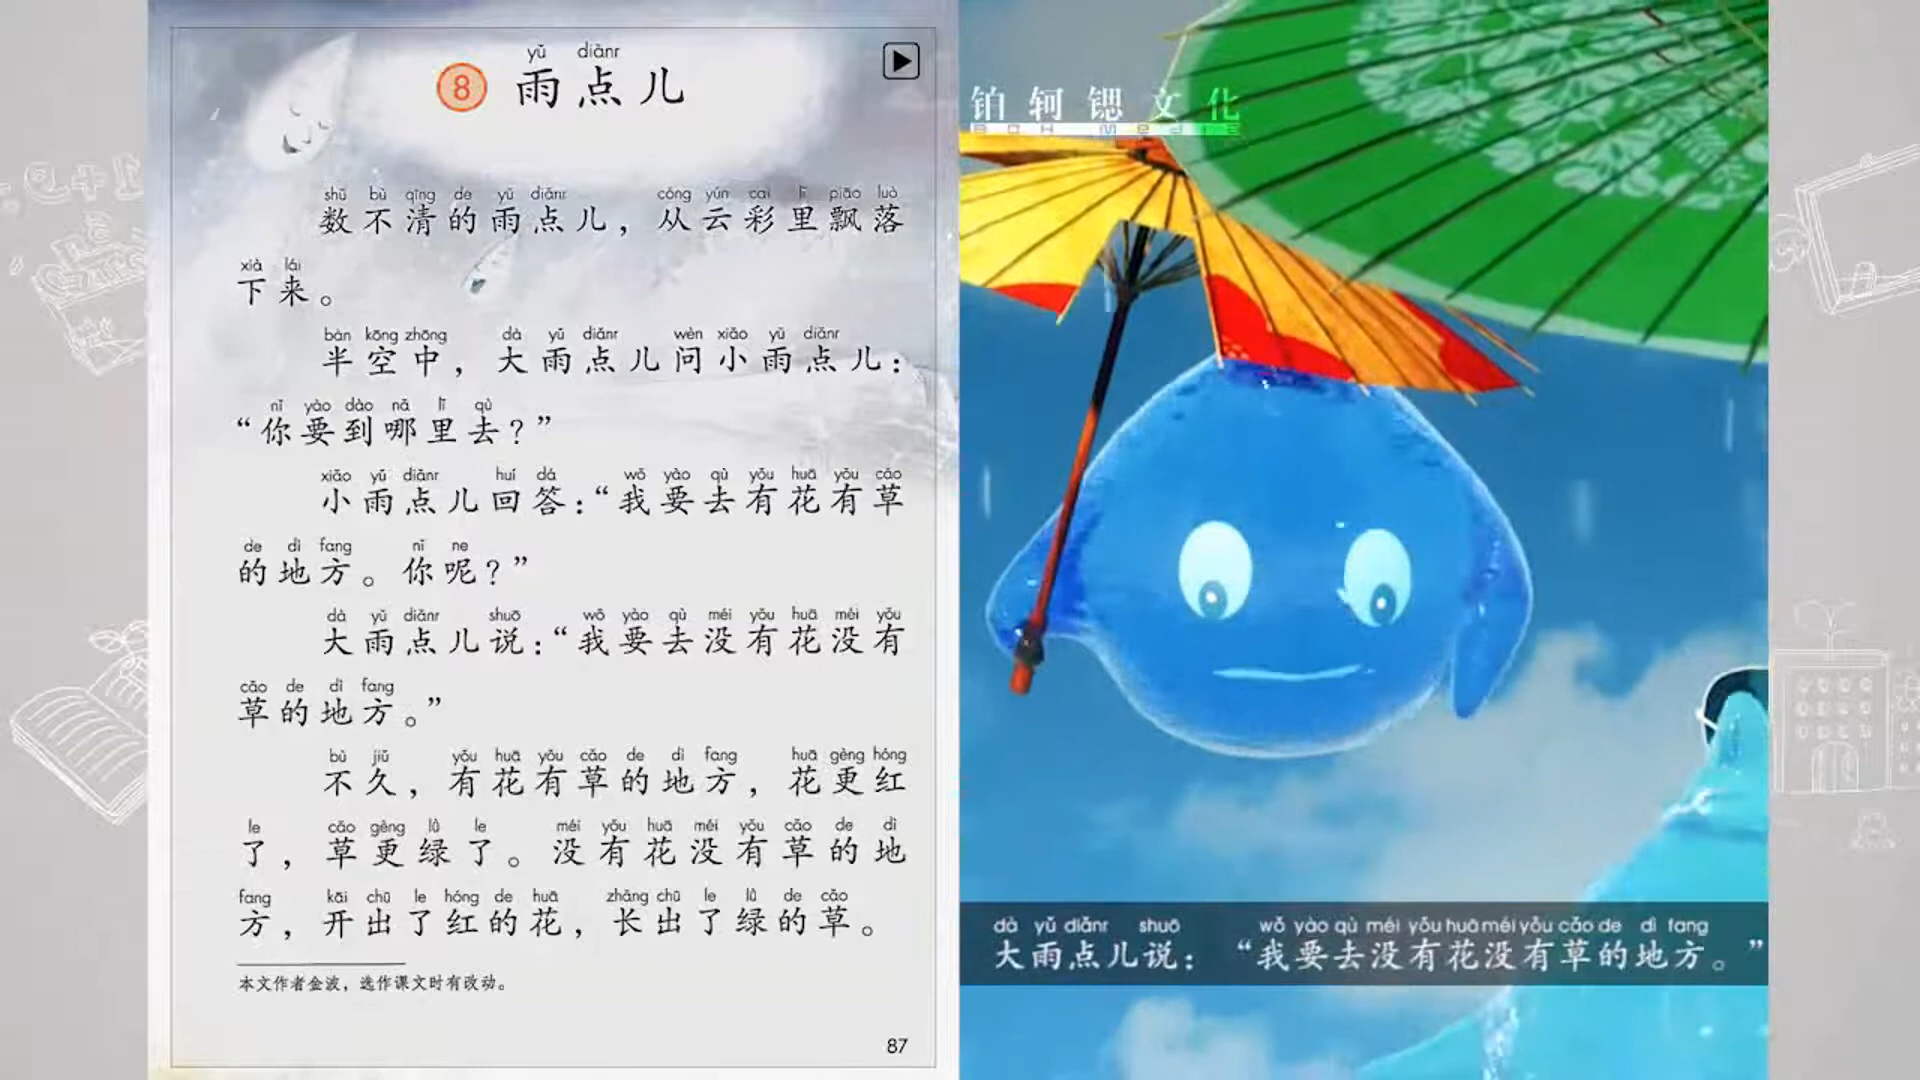 yǔ diǎnr
8 雨点儿
shǔ bù qīng de yǔ diǎnr cóng yún cai lǐ piāo luò
数不清的雨点儿，从云彩里飘落
xià lái
下来。
bàn kōng zhōng dà yǔ diǎnr wèn xiǎo yǔ diǎnr
半空中，大雨点儿问小雨点儿：
nǐ yào dào nǎ lǐ qù
“你要到哪里去？”
xiǎo yǔ diǎnr huí dá wǒ yào qù yǒu huā yǒu cǎo
小雨点儿回答：“我要去有花有草
de dì fang nǐ ne
的地方。你呢？”
dà yǔ diǎnr shuō wǒ yào qù méi yǒu huā méi yǒu
大雨点儿说：“我要去没有花没有
cǎo de dì fang
草的地方。”
bù jiǔ yǒu huā yǒu cǎo de dì fang huā gèng hóng
不久，有花有草的地方，花更红
le cǎo gèng lǜ le méi yǒu huā méi yǒu cǎo de dì
了，草更绿了。没有花没有草的地
fang kāi chū le hóng de huā zhǎng chū le lǜ de cǎo
方，开出了红的花，长出了绿的草。
本文作者金波，选作课文时有改动。
87
铂轲锶文化
dà yǔ diǎnr shuō wǒ yào qù méi yǒu huā méi yǒu cǎo de dì fang
大雨点儿说：“我要去没有花没有草的地方。”